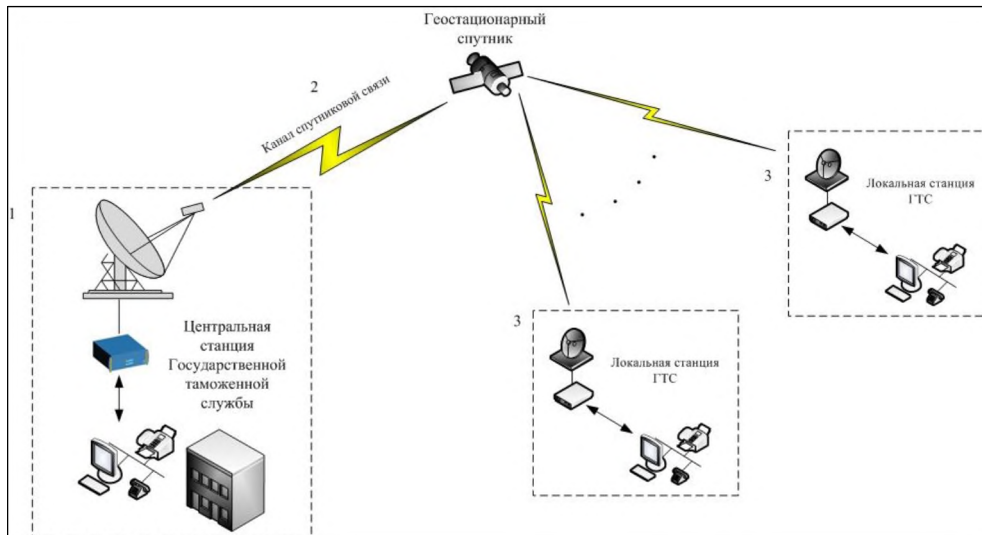 Геостационарный
спутник
2
Канал спутниковой связи
3
Локальная станция
ГТС
1
Центральная
станция
Государственной
таможенной
службы
3
Локальная станция
ГТС